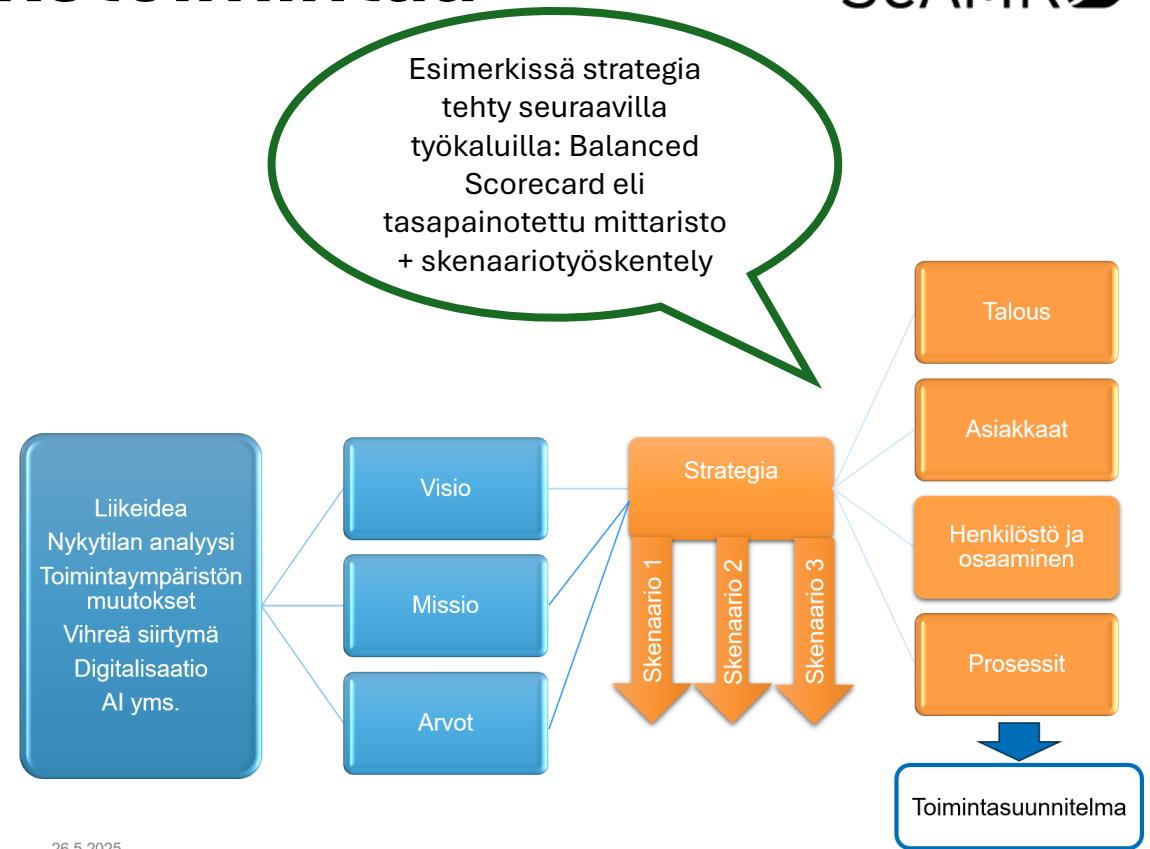 Esimerkissä strategia
tehty seuraavilla
työkaluilla: Balanced
Scorecard eli
tasapainotettu mittaristo
+ skenaariotyöskentely
Liikeidea
Nykytilan analyysi
Toimintaympäristön
muutokset
Vihreä siirtymä
Digitalisaatio
AI yms.
Visio
Missio
Arvot
Strategia
Skenaario 1
Skenaario 2
Skenaario 3
Talous
Asiakkaat
Henkilöstö ja
osaaminen
Prosessit
Toimintasuunnitelma
26.5.2025